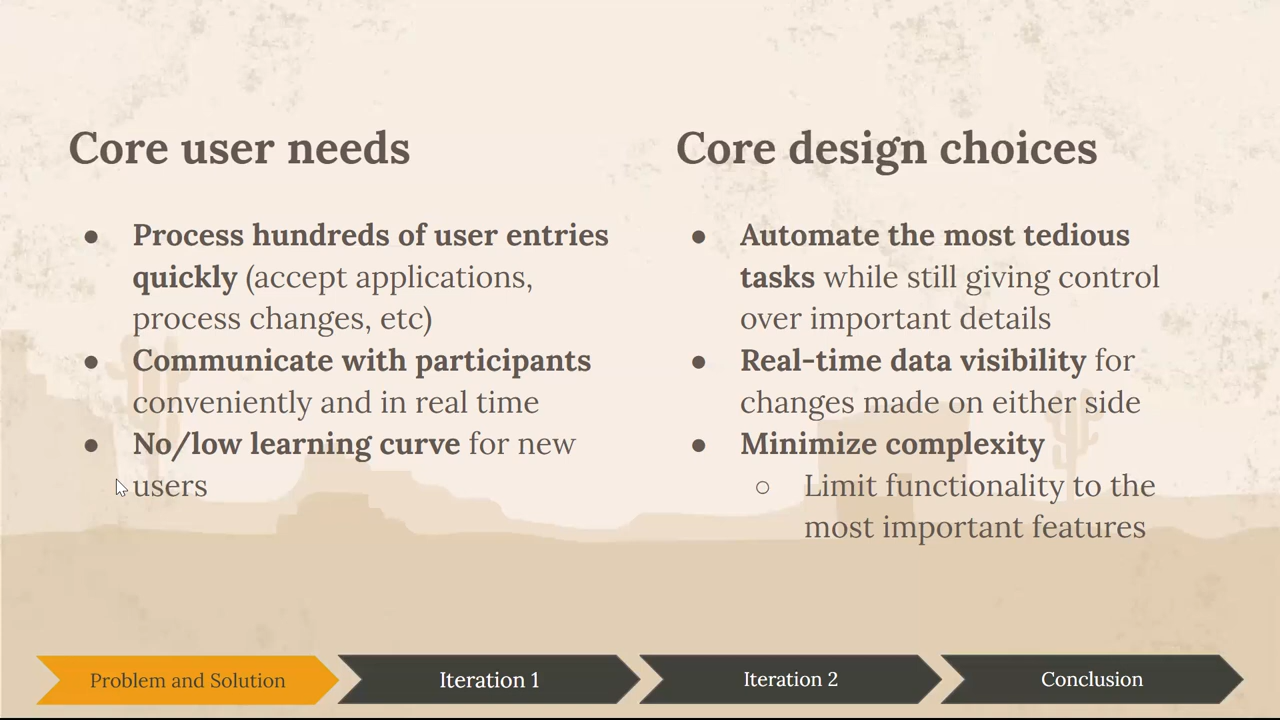 Core user needs
● Process hundreds of user entries
quickly (accept applications,
process changes, etc)
● Communicate with participants
conveniently and in real time
● No/low learning curve for new
users
Core design choices
● Automate the most tedious
tasks while still giving control
over important details
● Real-time data visibility for
changes made on either side
● Minimize complexity
○ Limit functionality to the
most important features
Problem and Solution
Iteration 1
Iteration 2
Conclusion